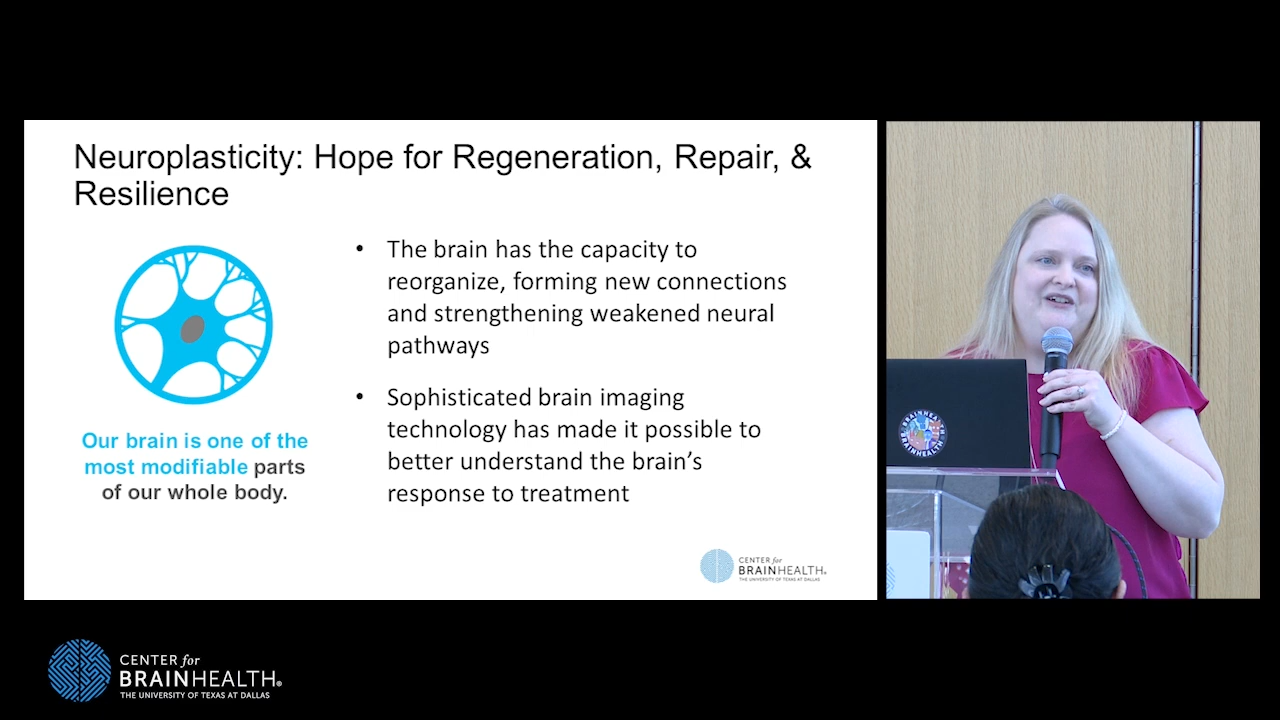 Neuroplasticity: Hope for Regeneration, Repair, &
Resilience
Our brain is one of the
most modifiable parts
of our whole body.
• The brain has the capacity to
reorganize, forming new connections
and strengthening weakened neural
pathways
• Sophisticated brain imaging
technology has made it possible to
better understand the brain’s
response to treatment
CENTER for
BRAINHEALTH®
THE UNIVERSITY OF TEXAS AT DALLAS
BRAINHEALTH
BRAINHEALTH
CENTER for
BRAINHEALTH®
THE UNIVERSITY OF TEXAS AT DALLAS